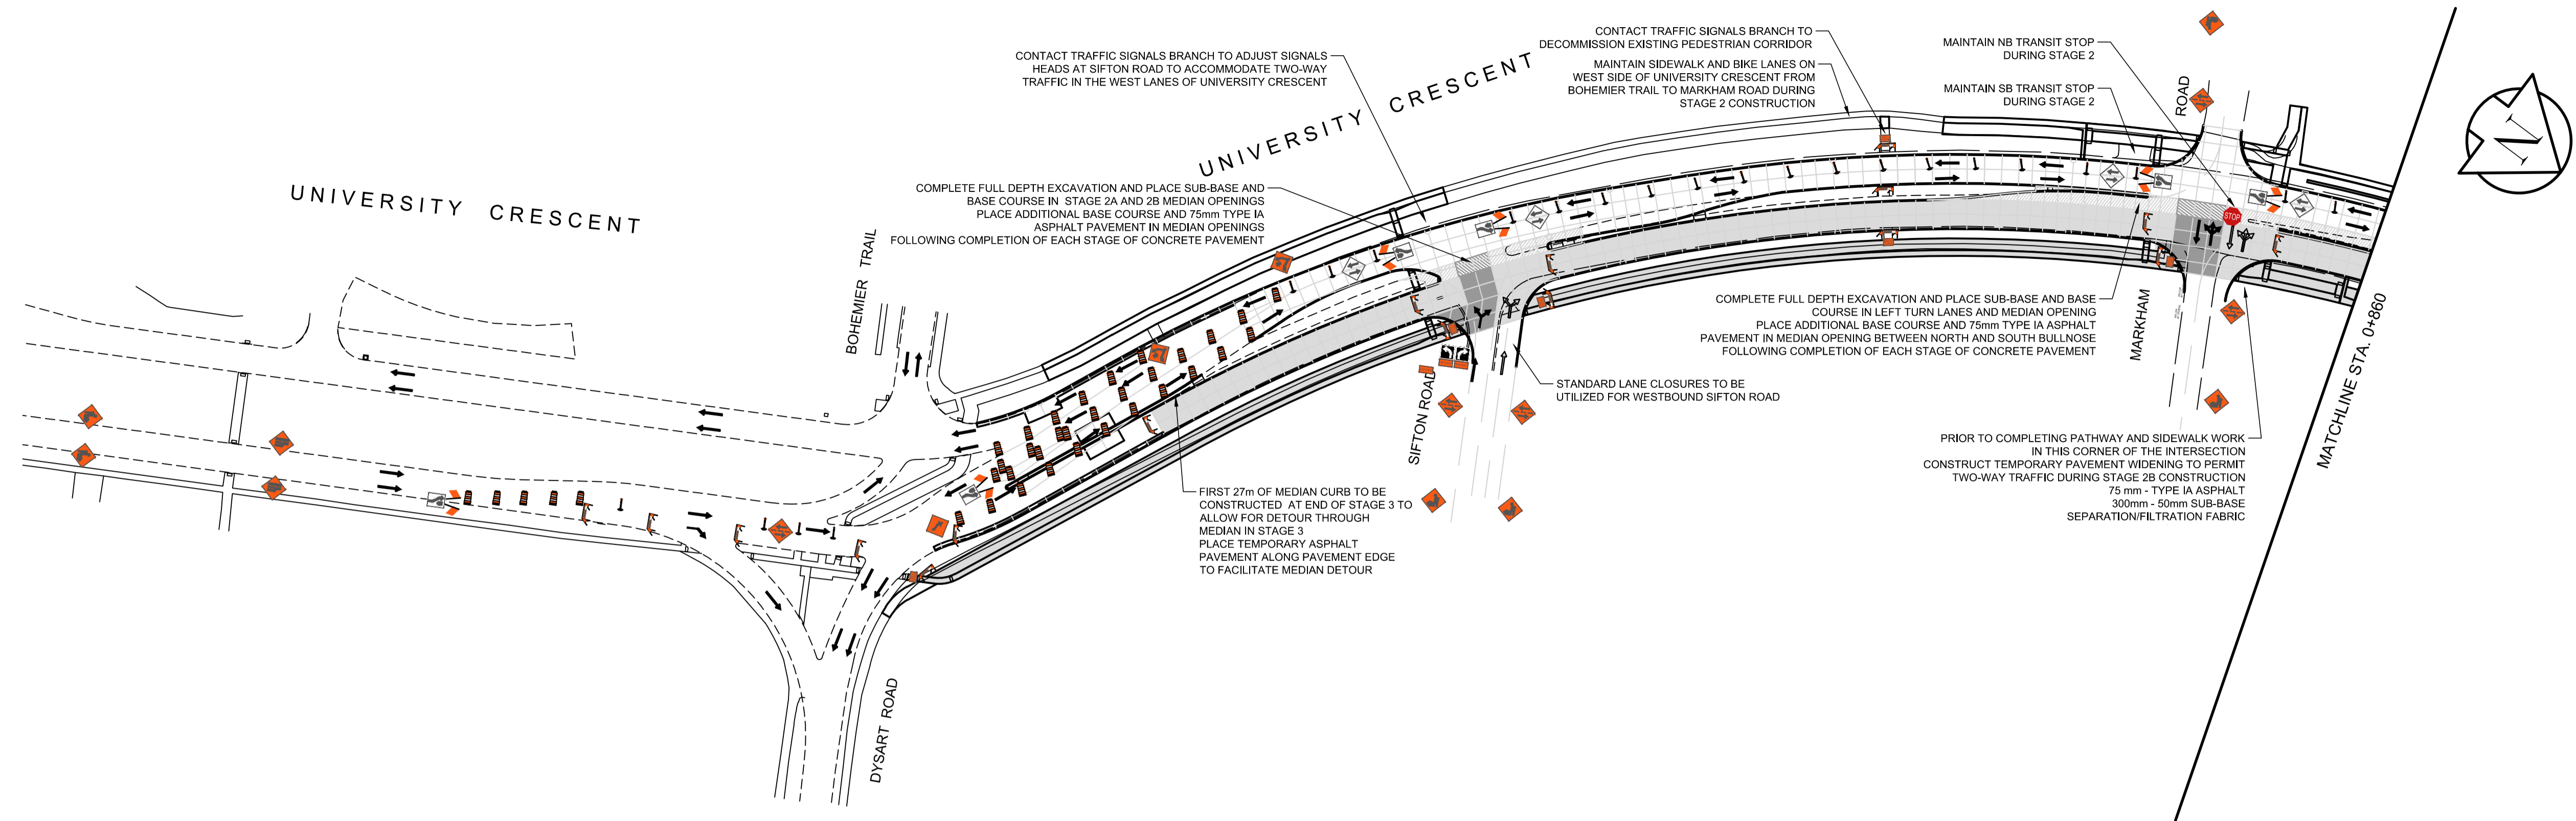 CONTACT TRAFFIC SIGNALS BRANCH TO ADJUST SIGNALS
HEADS AT SIFTON ROAD TO ACCOMMODATE TWO-WAY
TRAFFIC IN THE WEST LANES OF UNIVERSITY CRESCENT
CONTACT TRAFFIC SIGNALS BRANCH TO
DECOMMISSION EXISTING PEDESTRIAN CORRIDOR
MAINTAIN SIDEWALK AND BIKE LANES ON
WEST SIDE OF UNIVERSITY CRESCENT FROM
BOHEMIER TRAIL TO MARKHAM ROAD DURING
STAGE 2 CONSTRUCTION
MAINTAIN NB TRANSIT STOP
DURING STAGE 2
MAINTAIN SB TRANSIT STOP
DURING STAGE 2
ROAD
UNIVERSITY CRESCENT
UNIVERSITY CRESCENT
COMPLETE FULL DEPTH EXCAVATION AND PLACE SUB-BASE AND
BASE COURSE IN STAGE 2A AND 2B MEDIAN OPENINGS
PLACE ADDITIONAL BASE COURSE AND 75mm TYPE IA
ASPHALT PAVEMENT IN MEDIAN OPENINGS
FOLLOWING COMPLETION OF EACH STAGE OF CONCRETE PAVEMENT
BOHEMIER TRAIL
STOP
COMPLETE FULL DEPTH EXCAVATION AND PLACE SUB-BASE AND BASE
COURSE IN LEFT TURN LANES AND MEDIAN OPENING
PLACE ADDITIONAL BASE COURSE AND 75mm TYPE IA ASPHALT
PAVEMENT IN MEDIAN OPENING BETWEEN NORTH AND SOUTH BULLNOSE
FOLLOWING COMPLETION OF EACH STAGE OF CONCRETE PAVEMENT
MARKHAM
MATCHLINE STA. 0+860
STANDARD LANE CLOSURES TO BE
UTILIZED FOR WESTBOUND SIFTON ROAD
SIFTON ROAD
PRIOR TO COMPLETING PATHWAY AND SIDEWALK WORK
IN THIS CORNER OF THE INTERSECTION
CONSTRUCT TEMPORARY PAVEMENT WIDENING TO PERMIT
TWO-WAY TRAFFIC DURING STAGE 2B CONSTRUCTION
75 mm - TYPE IA ASPHALT
300mm - 50mm SUB-BASE
SEPARATION/FILTRATION FABRIC
FIRST 27m OF MEDIAN CURB TO BE
CONSTRUCTED AT END OF STAGE 3 TO
ALLOW FOR DETOUR THROUGH
MEDIAN IN STAGE 3
PLACE TEMPORARY ASPHALT
PAVEMENT ALONG PAVEMENT EDGE
TO FACILITATE MEDIAN DETOUR
DYSART ROAD